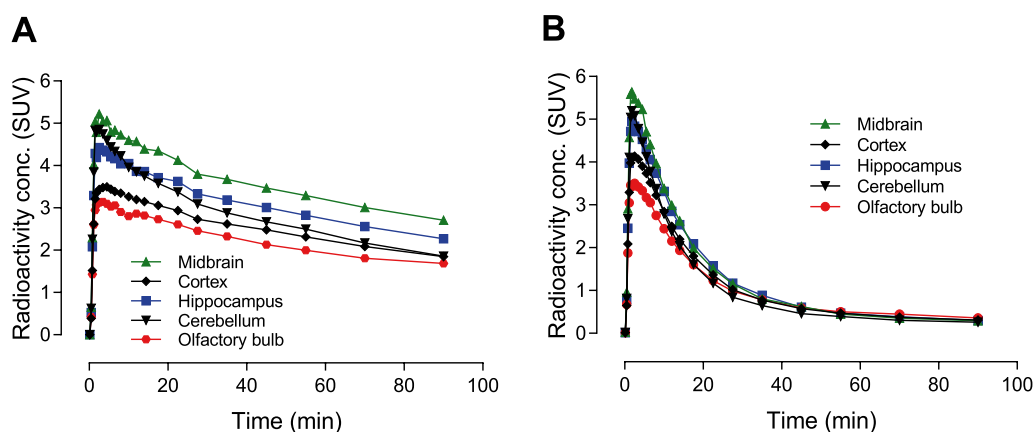 A
Radioactivity conc. (SUV)
6
5
4
3
2
1
0
Midbrain
Cortex
Hippocampus
Cerebellum
Olfactory bulb
0 20 40 60 80 100
Time (min)
B
Radioactivity conc. (SUV)
6
5
4
3
2
1
0
Midbrain
Cortex
Hippocampus
Cerebellum
Olfactory bulb
0 20 40 60 80 100
Time (min)